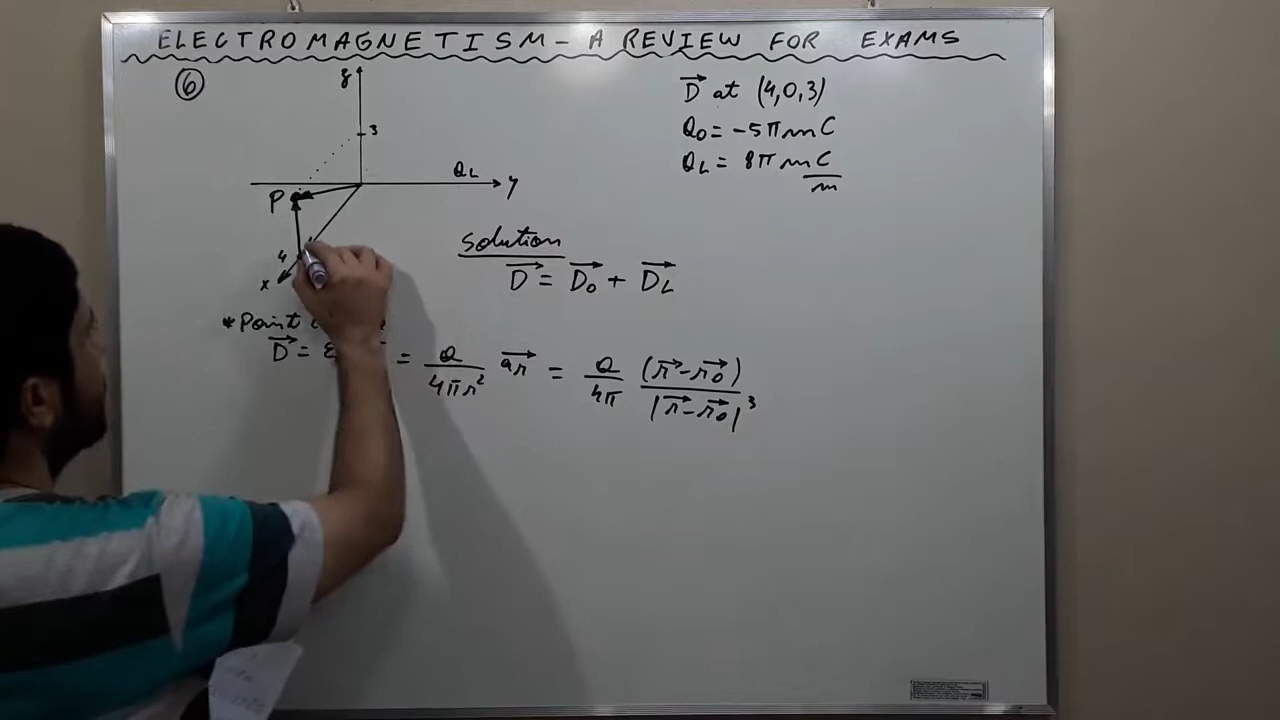 ELECTROMAGNETISM - A REVIEW FOR EXAMS
6
z
3
QL
y
P
4
x
D at (4,0,3)
Q0 = -5π mC
QL = 8π mC/m
Solution
D = D0 + DL
*Point
D = = Q/4πr² ar = Q/4π (r - r0)/|r - r0|³